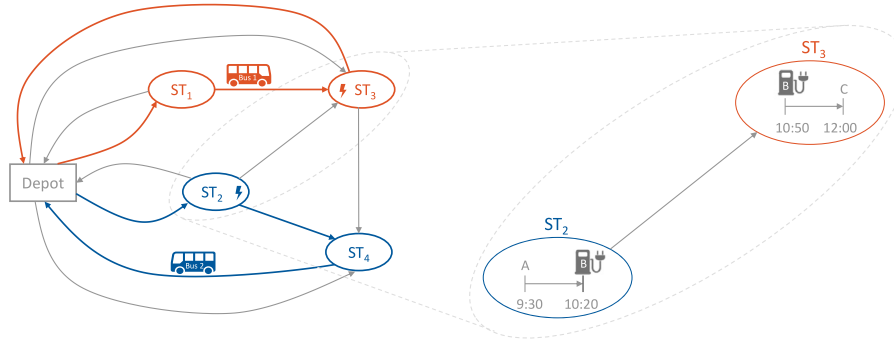 ST3
Bus 1
ST1
ST3
B
C
10:50
12:00
Depot
ST2
ST2
ST4
Bus 2
A
B
9:30
10:20